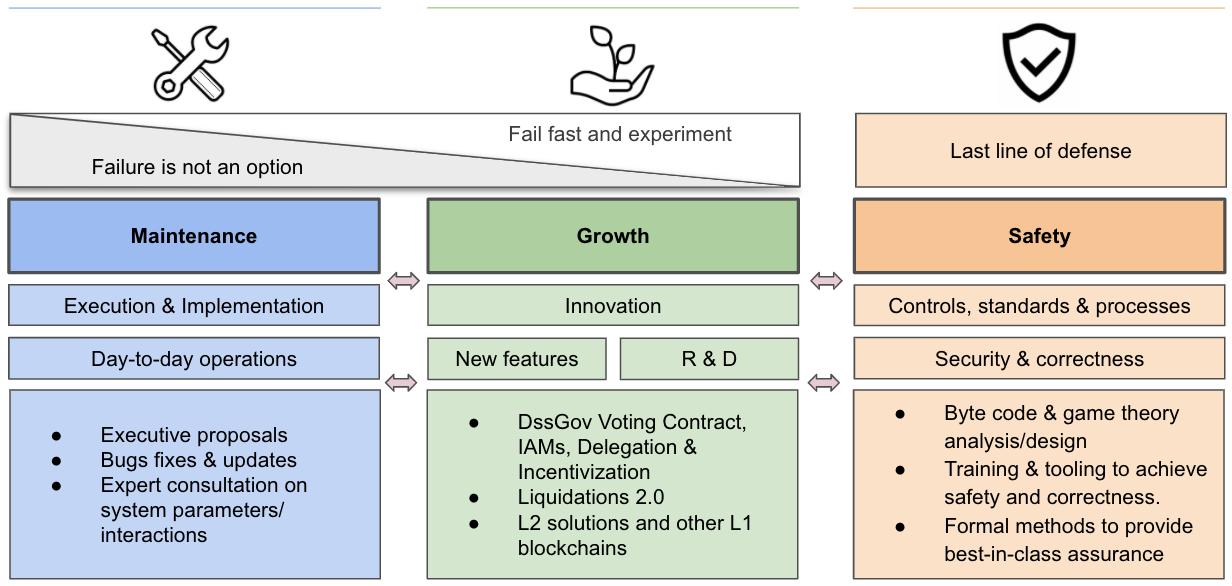 Fail fast and experiment
Failure is not an option
Last line of defense
Maintenance
Growth
Safety
Execution & Implementation
Innovation
Controls, standards & processes
Day-to-day operations
New features
R & D
Security & correctness
● Executive proposals
● Bugs fixes & updates
● Expert consultation on
system parameters/
interactions
● DssGov Voting Contract,
IAMs, Delegation &
Incentivization
● Liquidations 2.0
● L2 solutions and other L1
blockchains
● Byte code & game theory
analysis/design
● Training & tooling to achieve
safety and correctness.
● Formal methods to provide
best-in-class assurance